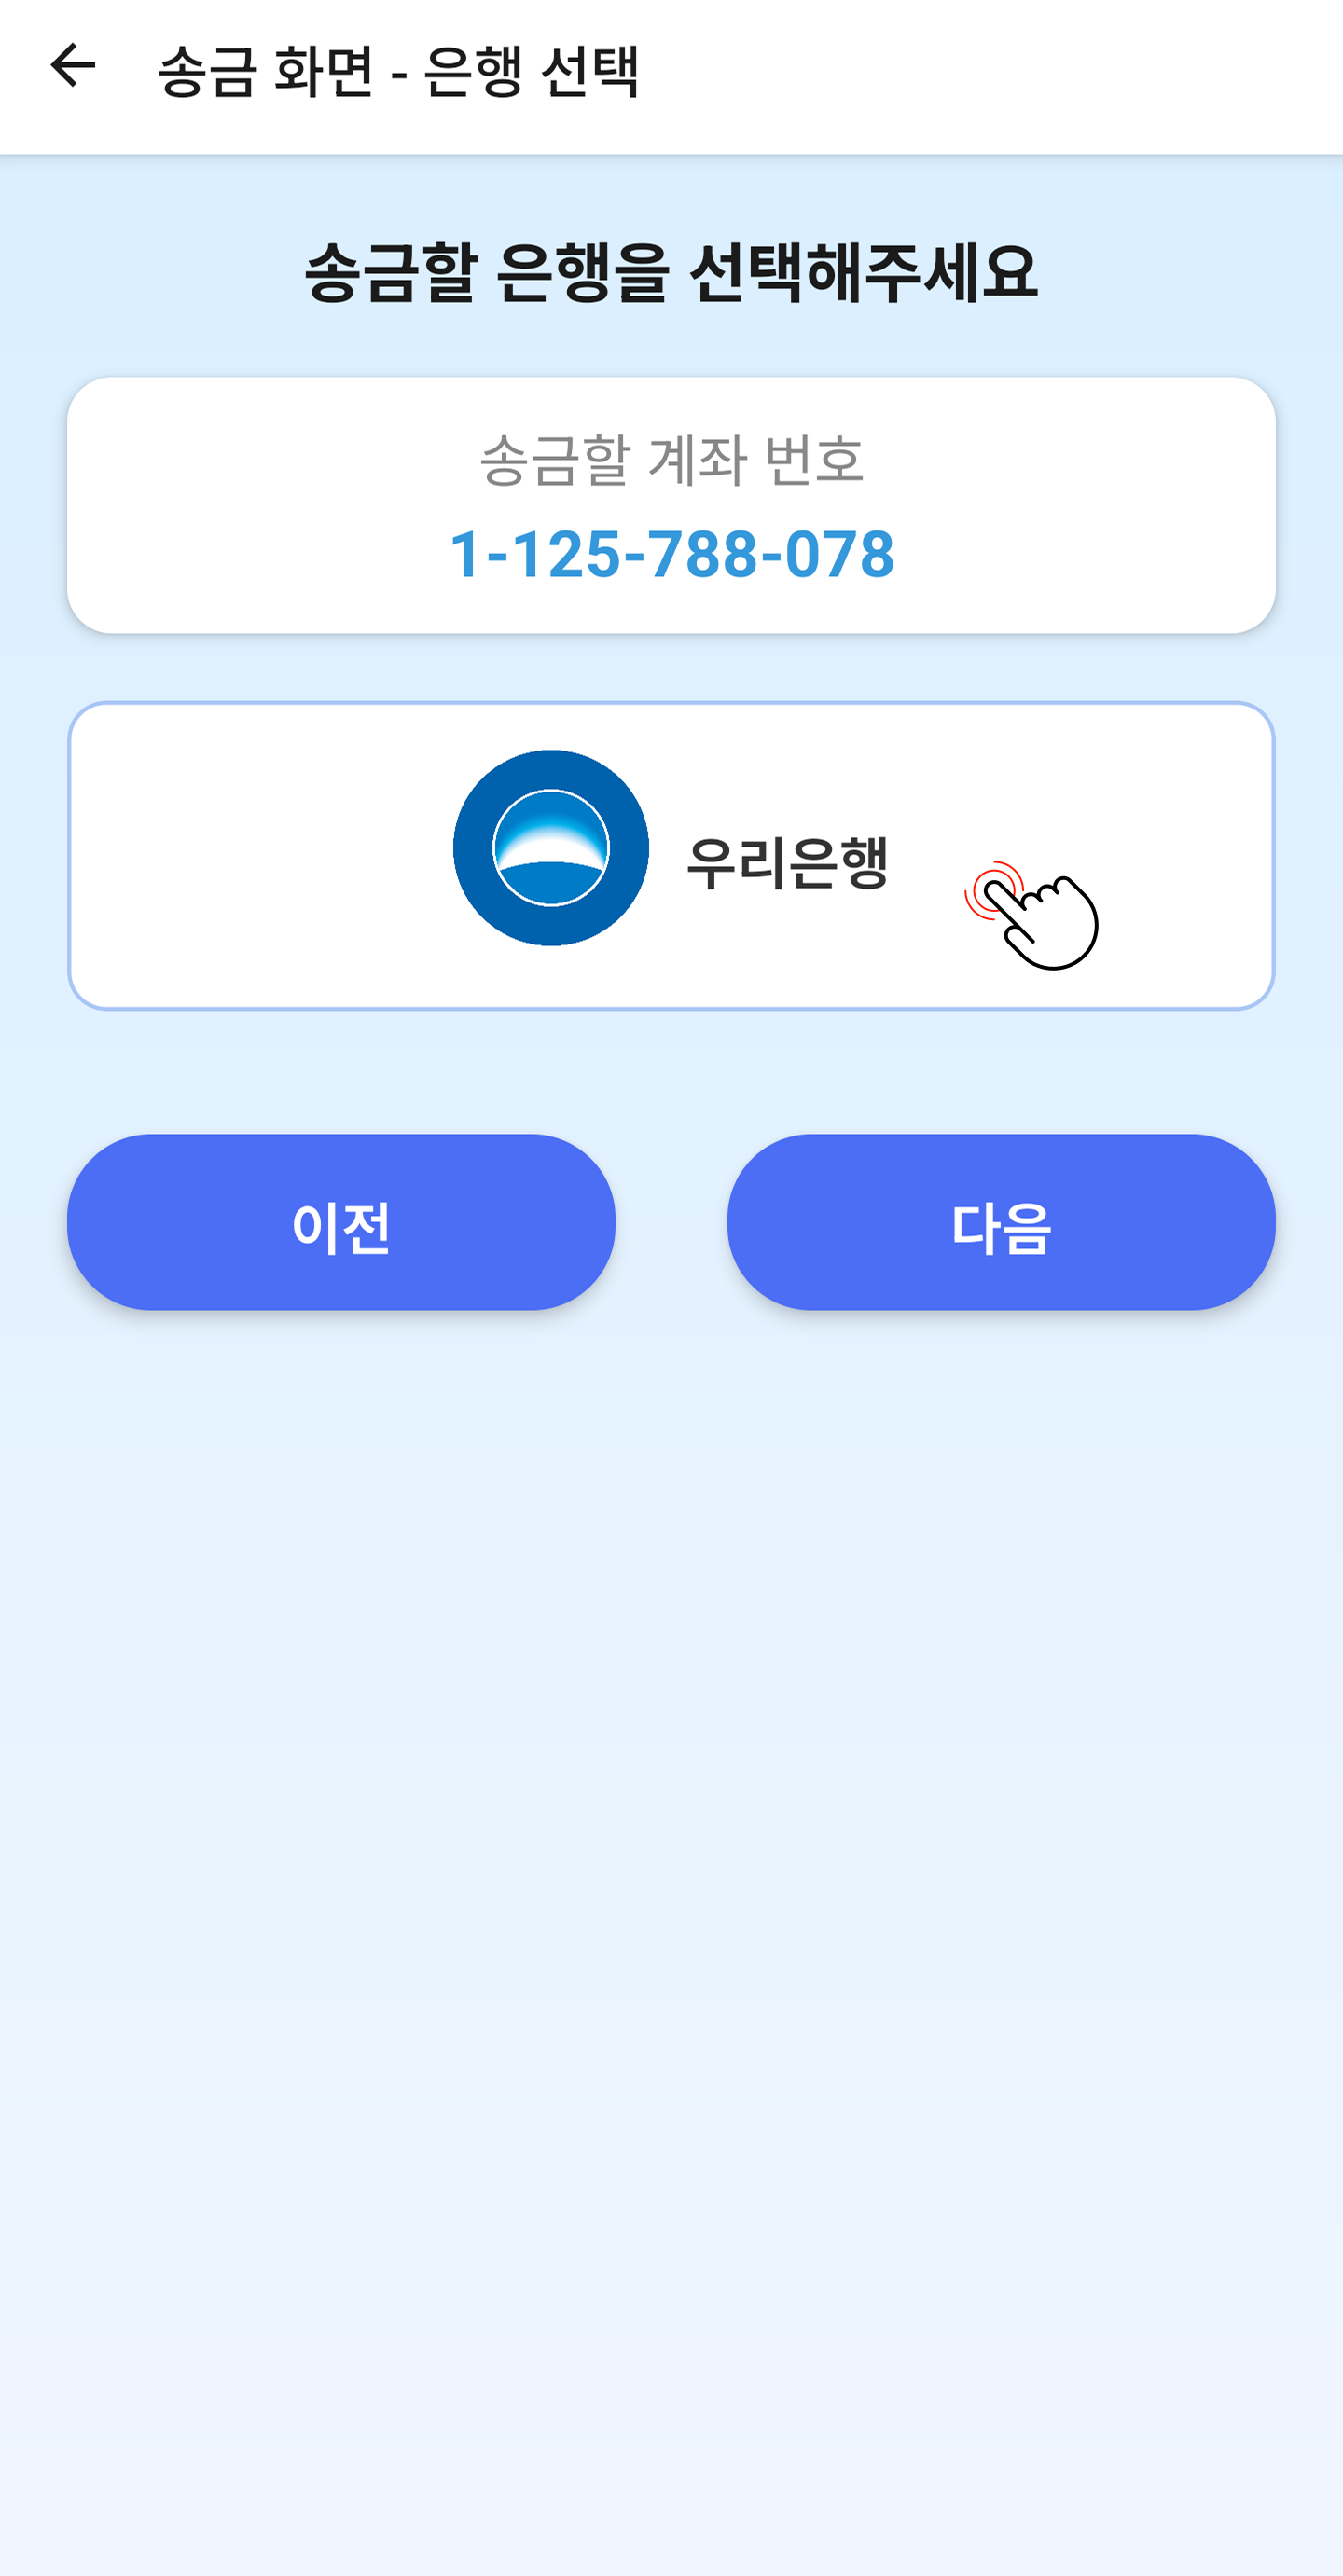 송금 화면 - 은행 선택
송금할 은행을 선택해주세요
송금할 계좌 번호
1-125-788-078
우리은행
이전
다음